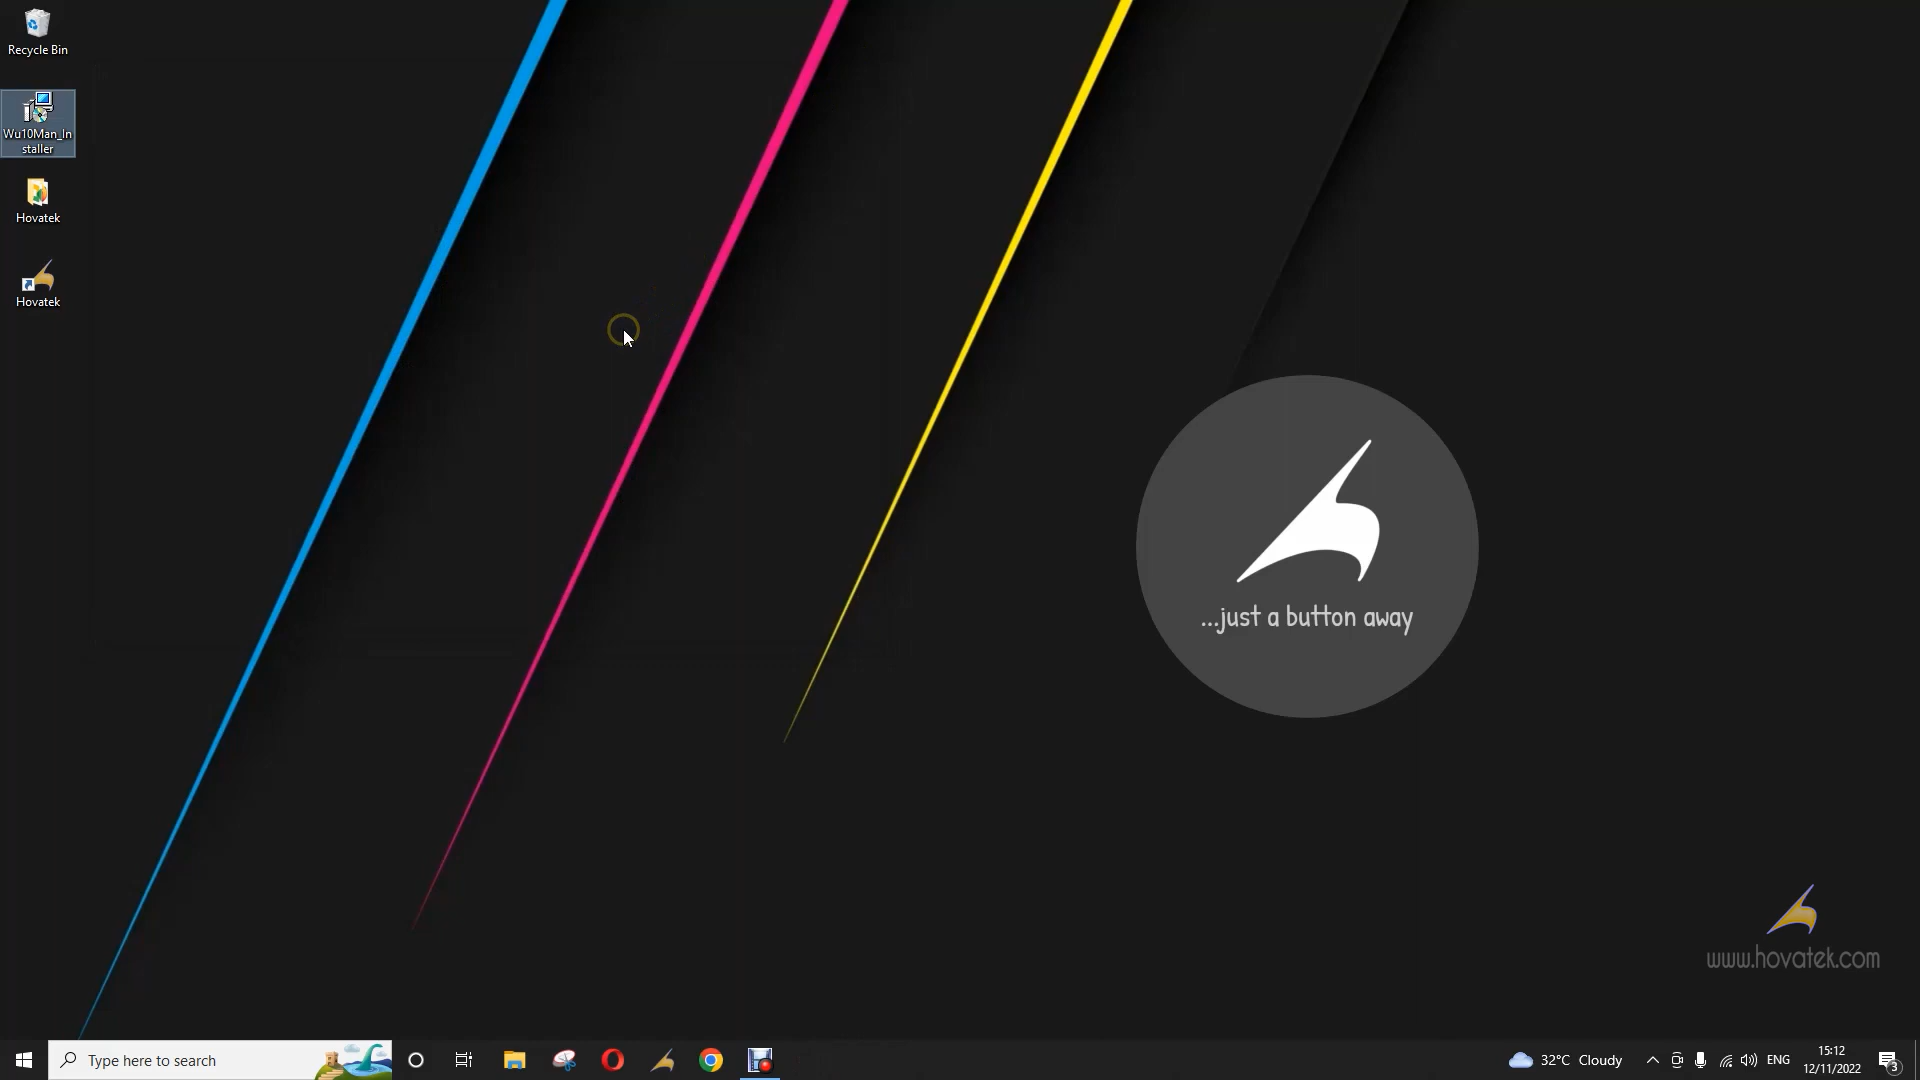 Recycle Bin
Wu10Man_In
staller
Hovatek
Hovatek
...just a button away
www.hovatek.com
Type here to search
32°C Cloudy
ENG
15:12
12/11/2022
3